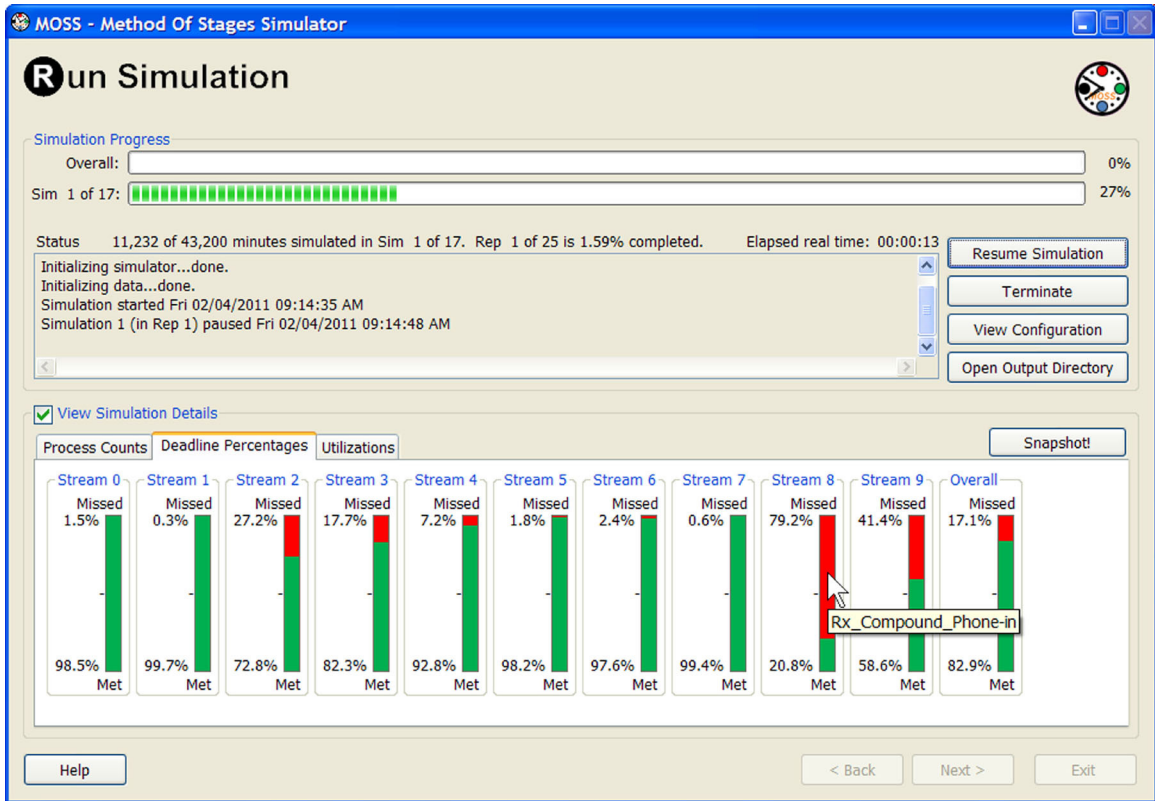 MOSS - Method Of Stages Simulator
Run Simulation
MOSS
Simulation Progress
Overall: 0%
Sim 1 of 17: 27%
Status 11,232 of 43,200 minutes simulated in Sim 1 of 17. Rep 1 of 25 is 1.59% completed. Elapsed real time: 00:00:13
Initializing simulator...done.
Initializing data...done.
Simulation started Fri 02/04/2011 09:14:35 AM
Simulation 1 (in Rep 1) paused Fri 02/04/2011 09:14:48 AM
Resume Simulation
Terminate
View Configuration
Open Output Directory
View Simulation Details
Process Counts Deadline Percentages Utilizations
Snapshot!
Stream 0 Stream 1 Stream 2 Stream 3 Stream 4 Stream 5 Stream 6 Stream 7 Stream 8 Stream 9 Overall
Missed Missed Missed Missed Missed Missed Missed Missed Missed Missed Missed
1.5% 0.3% 27.2% 17.7% 7.2% 1.8% 2.4% 0.6% 79.2% 41.4% 17.1%
Rx_Compound_Phone-in
98.5% 99.7% 72.8% 82.3% 92.8% 98.2% 97.6% 99.4% 20.8% 58.6% 82.9%
Met Met Met Met Met Met Met Met Met Met Met
Help
< Back Next > Exit